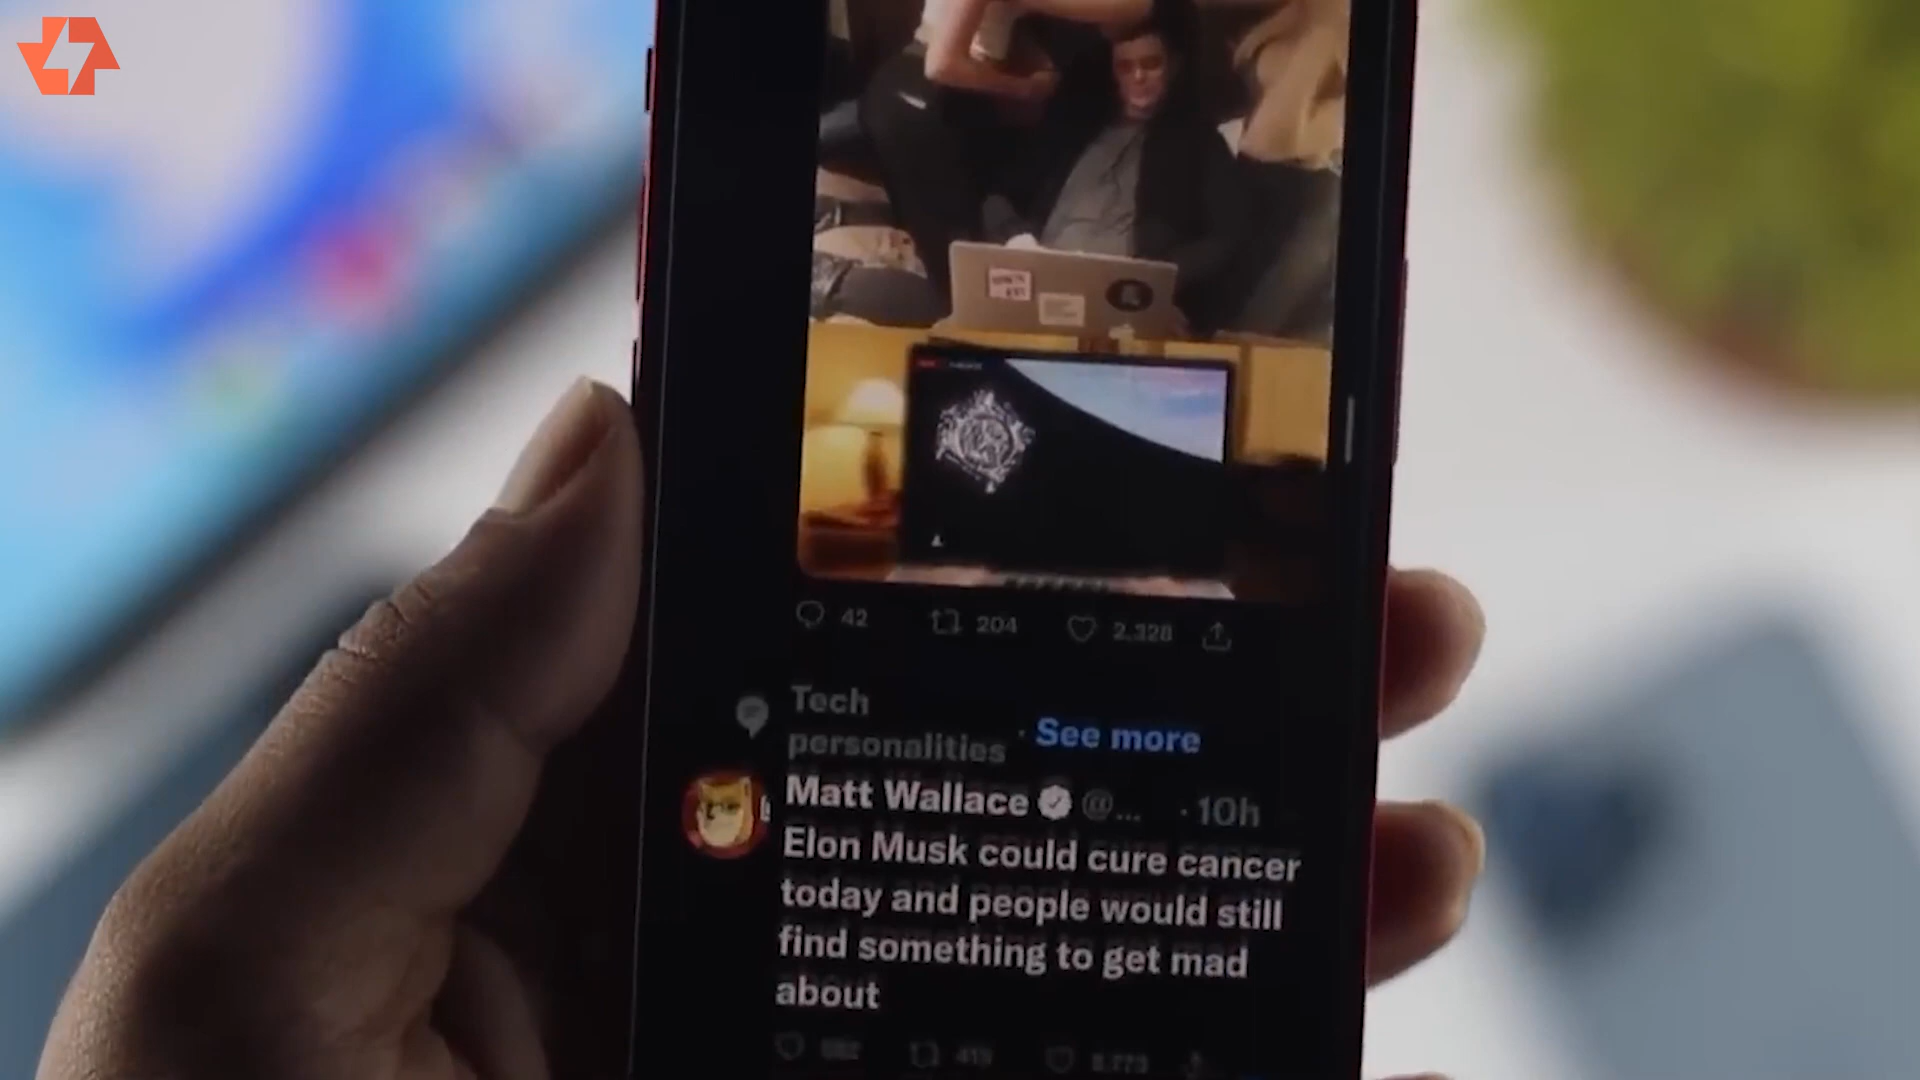 42 204 2,328
Tech
personalities · See more
Matt Wallace @... · 10h
Elon Musk could cure cancer
today and people would still
find something to get mad
about